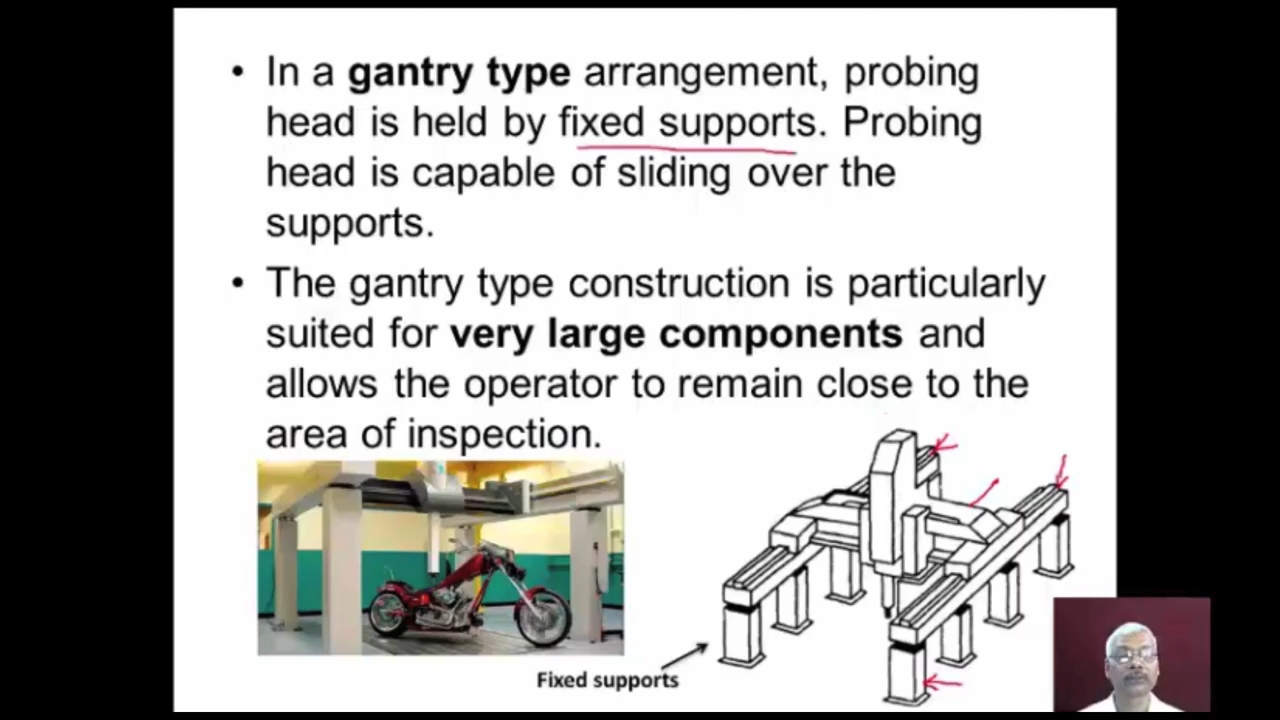 • In a gantry type arrangement, probing
head is held by fixed supports. Probing
head is capable of sliding over the
supports.
• The gantry type construction is particularly
suited for very large components and
allows the operator to remain close to the
area of inspection.
Fixed supports